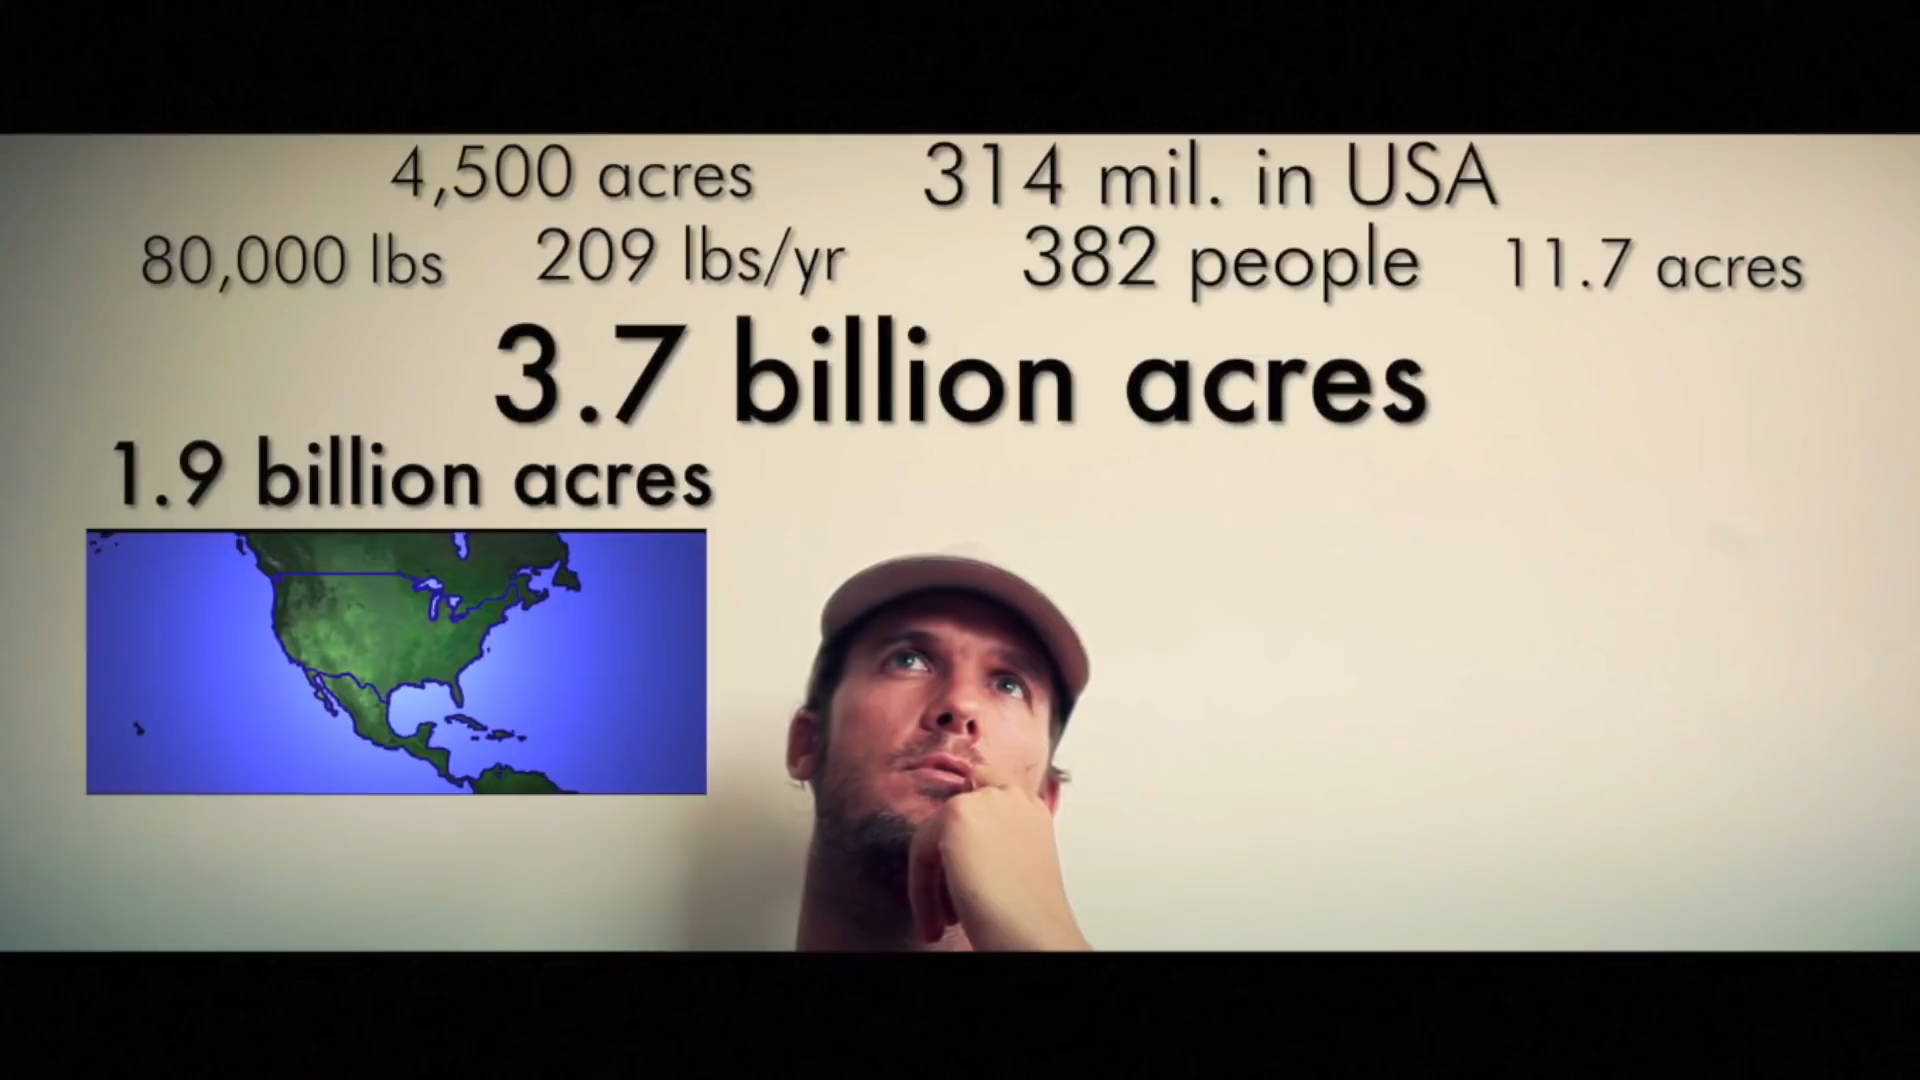 4,500 acres 314 mil. in USA
80,000 lbs 209 lbs/yr 382 people 11.7 acres
3.7 billion acres
1.9 billion acres